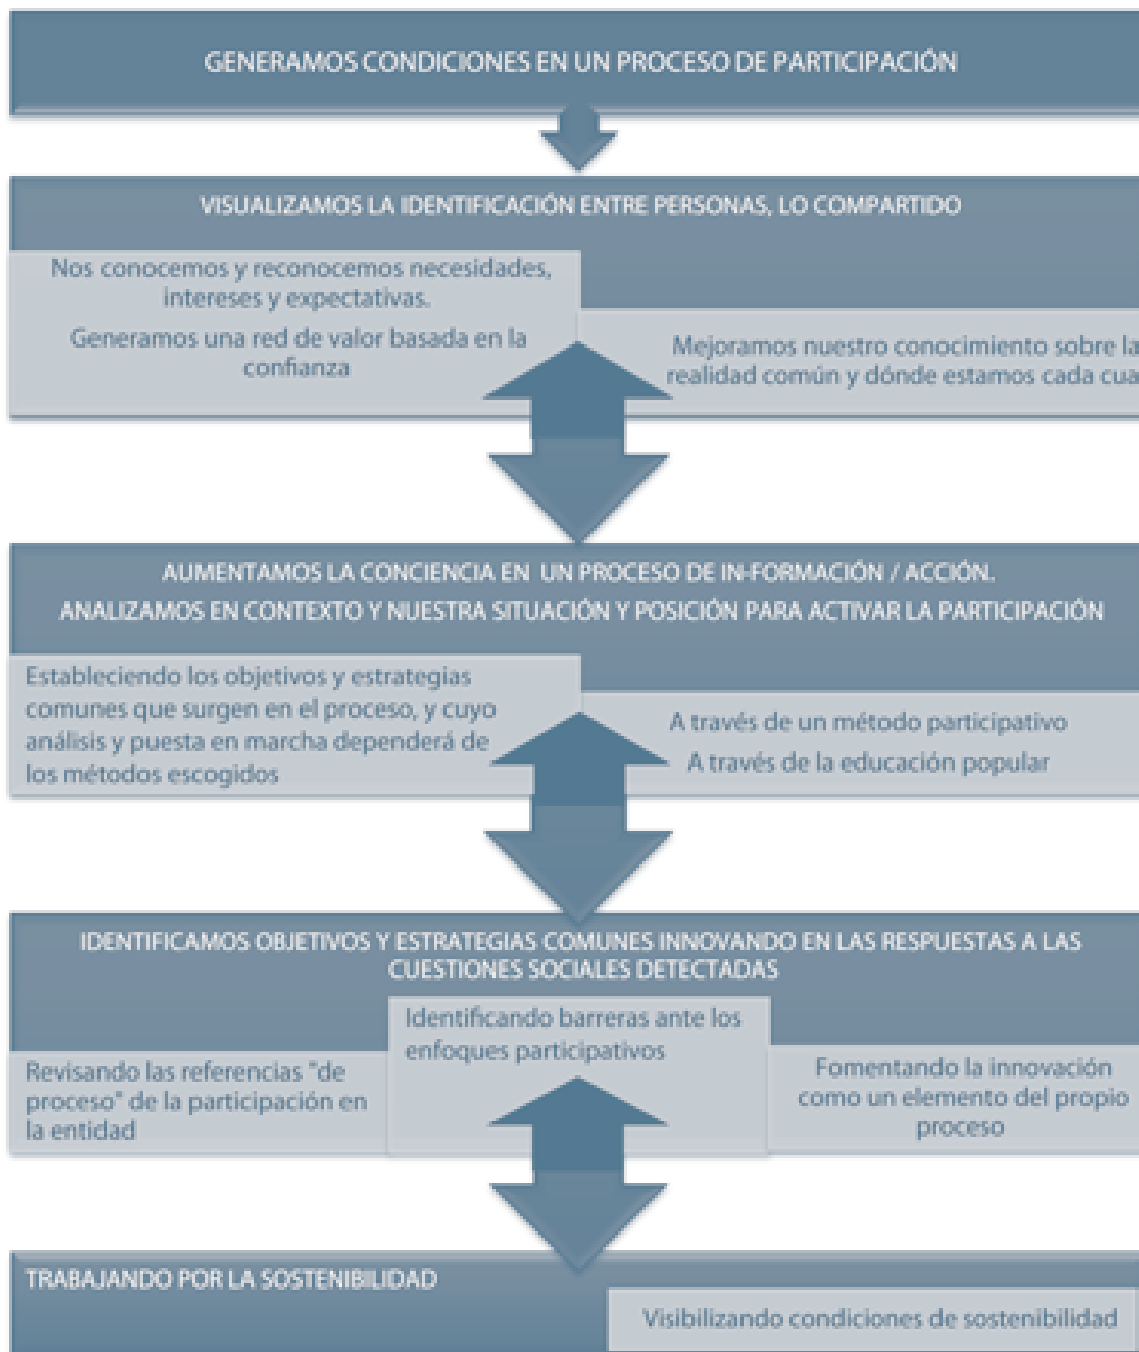 GENERAMOS CONDICIONES EN UN PROCESO DE PARTICIPACIÓN
VISUALIZAMOS LA IDENTIFICACIÓN ENTRE PERSONAS, LO COMPARTIDO
Nos conocemos y reconocemos necesidades,
intereses y expectativas.
Generamos una red de valor basada en la
confianza
Mejoramos nuestro conocimiento sobre la
realidad común y dónde estamos cada cua
AUMENTAMOS LA CONCIENCIA EN UN PROCESO DE IN-FORMACIÓN / ACCIÓN.
ANALIZAMOS EN CONTEXTO Y NUESTRA SITUACIÓN Y POSICIÓN PARA ACTIVAR LA PARTICIPACIÓN
Estableciendo los objetivos y estrategias
comunes que surgen en el proceso, y cuyo
análisis y puesta en marcha dependerá de
los métodos escogidos
A través de un método participativo
A través de la educación popular
IDENTIFICAMOS OBJETIVOS Y ESTRATEGIAS COMUNES INNOVANDO EN LAS RESPUESTAS A LAS
CUESTIONES SOCIALES DETECTADAS
Revisando las referencias "de
proceso" de la participación en
la entidad
Identificando barreras ante los
enfoques participativos
Fomentando la innovación
como un elemento del propio
proceso
TRABAJANDO POR LA SOSTENIBILIDAD
Visibilizando condiciones de sostenibilidad